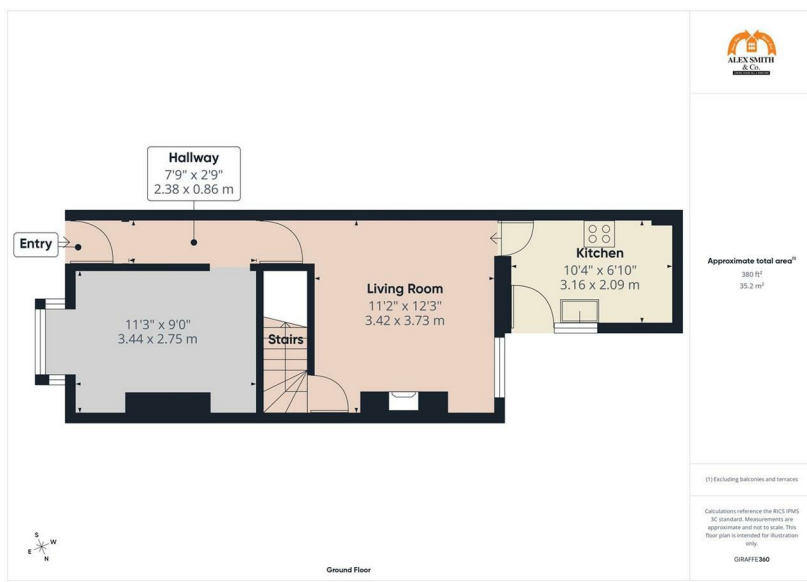 ALEX SMITH
& Co.
Hallway
7'9" x 2'9"
2.38 x 0.86 m
Entry
Kitchen
10'4" x 6'10"
3.16 x 2.09 m
Living Room
11'2" x 12'3"
3.42 x 3.73 m
11'3" x 9'0"
3.44 x 2.75 m
Stairs
Approximate total area(1)
380 ft²
35.2 m²
(1) Excluding balconies and terraces
Calculations reference the RICS IPMS
3C standard. Measurements are
approximate and not to scale. This
floor plan is intended for illustration
only.
GIRAFFE360
S
W
E
N
Ground Floor